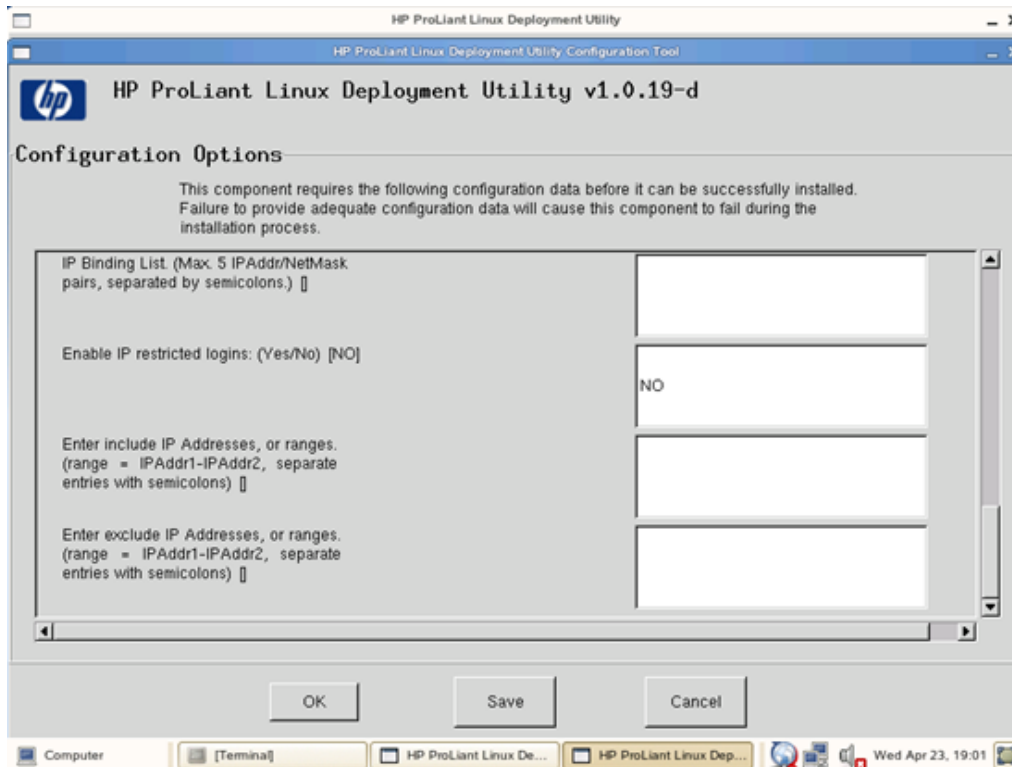 HP ProLiant Linux Deployment Utility
HP ProLiant Linux Deployment Utility Configuration Tool
hp
HP ProLiant Linux Deployment Utility v1.0.19-d
Configuration Options
This component requires the following configuration data before it can be successfully installed.
Failure to provide adequate configuration data will cause this component to fail during the
installation process.
IP Binding List. (Max. 5 IPAddr/NetMask
pairs, separated by semicolons.) []
Enable IP restricted logins: (Yes/No) [NO]
NO
Enter include IP Addresses, or ranges.
(range = IPAddr1-IPAddr2, separate
entries with semicolons) []
Enter exclude IP Addresses, or ranges.
(range = IPAddr1-IPAddr2, separate
entries with semicolons) []
OK
Save
Cancel
Computer
[Terminal]
HP ProLiant Linux De...
HP ProLiant Linux Dep...
Wed Apr 23, 19:01